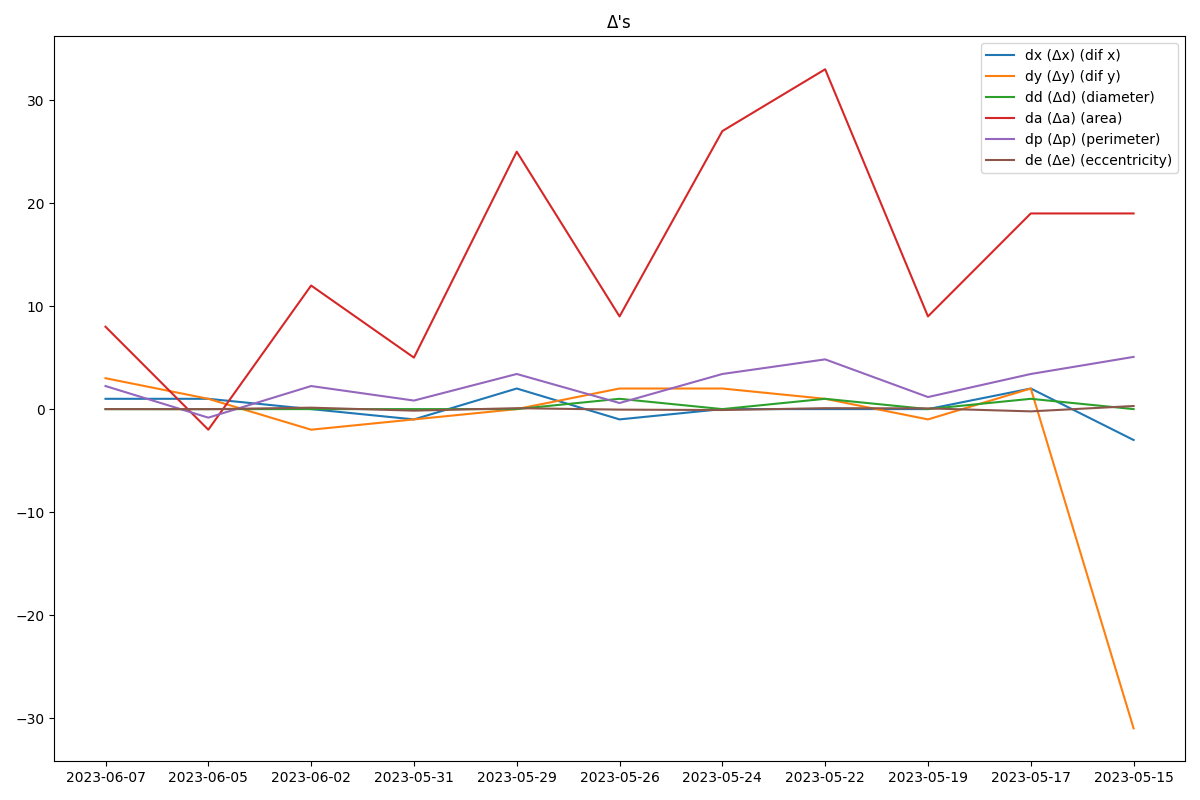 Δ's
dx (Δx) (dif x)
dy (Δy) (dif y)
dd (Δd) (diameter)
da (Δa) (area)
dp (Δp) (perimeter)
de (Δe) (eccentricity)
30
20
10
0
−10
−20
−30
2023-06-07 2023-06-05 2023-06-02 2023-05-31 2023-05-29 2023-05-26 2023-05-24 2023-05-22 2023-05-19 2023-05-17 2023-05-15